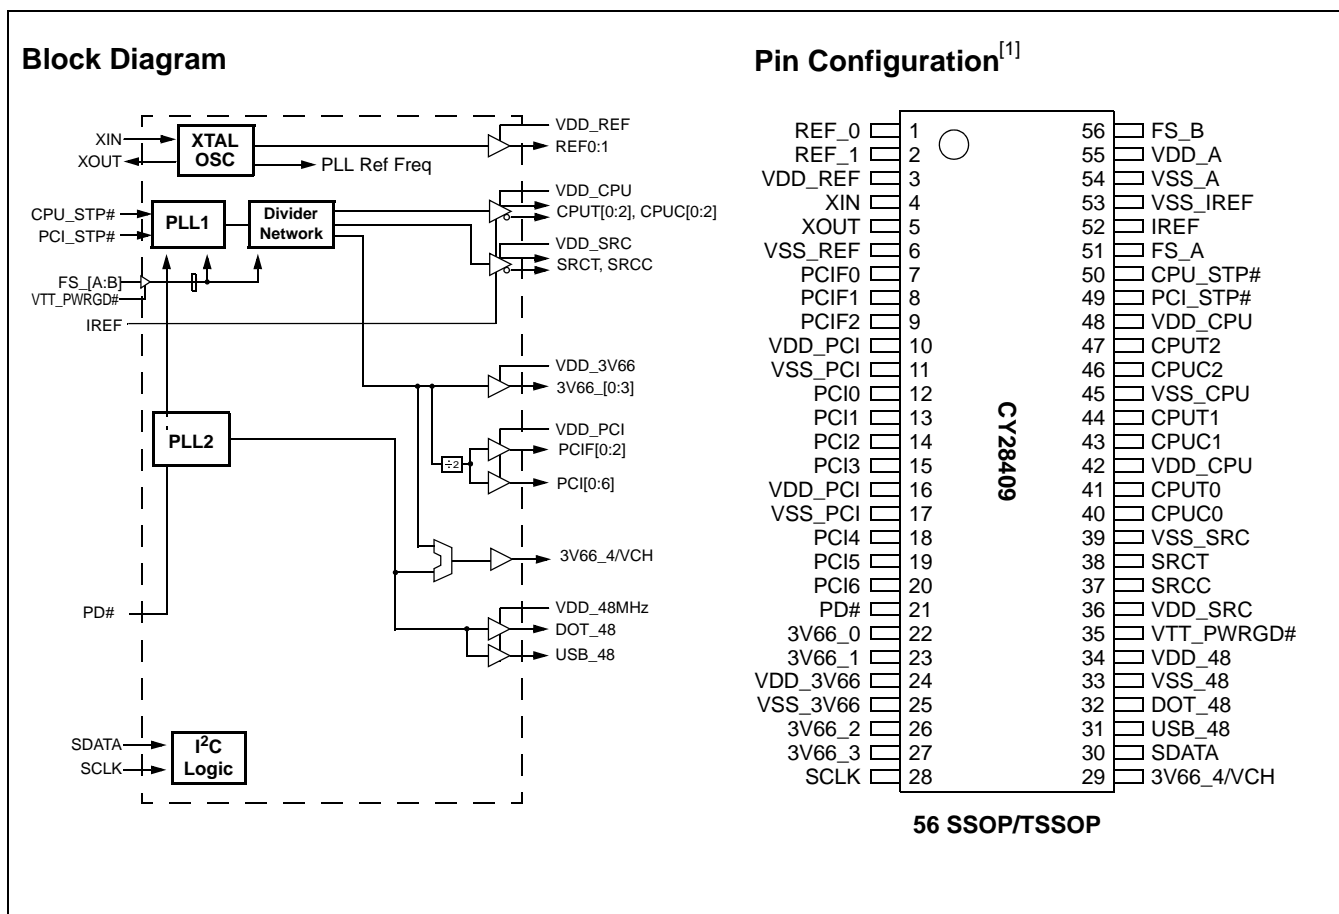 Block Diagram
XIN
XOUT
XTAL
OSC
VDD_REF
REF0:1
PLL Ref Freq
CPU_STP#
PCI_STP#
PLL1
Divider
Network
VDD_CPU
CPUT[0:2], CPUC[0:2]
VDD_SRC
SRCT, SRCC
FS_[A:B]
VTT_PWRGD#
IREF
VDD_3V66
3V66_[0:3]
PLL2
VDD_PCI
PCIF[0:2]
÷2
PCI[0:6]
3V66_4/VCH
PD#
VDD_48MHz
DOT_48
USB_48
SDATA
SCLK
I2C
Logic
Pin Configuration[1]
REF_0 1 56 FS_B
REF_1 2 55 VDD_A
VDD_REF 3 54 VSS_A
XIN 4 53 VSS_IREF
XOUT 5 52 IREF
VSS_REF 6 51 FS_A
PCIF0 7 50 CPU_STP#
PCIF1 8 49 PCI_STP#
PCIF2 9 48 VDD_CPU
VDD_PCI 10 47 CPUT2
VSS_PCI 11 46 CPUC2
PCI0 12 45 VSS_CPU
PCI1 13 44 CPUT1
PCI2 14 43 CPUC1
PCI3 15 42 VDD_CPU
VDD_PCI 16 41 CPUT0
VSS_PCI 17 40 CPUC0
PCI4 18 39 VSS_SRC
PCI5 19 38 SRCT
PCI6 20 37 SRCC
PD# 21 36 VDD_SRC
3V66_0 22 35 VTT_PWRGD#
3V66_1 23 34 VDD_48
VDD_3V66 24 33 VSS_48
VSS_3V66 25 32 DOT_48
3V66_2 26 31 USB_48
3V66_3 27 30 SDATA
SCLK 28 29 3V66_4/VCH
CY28409
56 SSOP/TSSOP